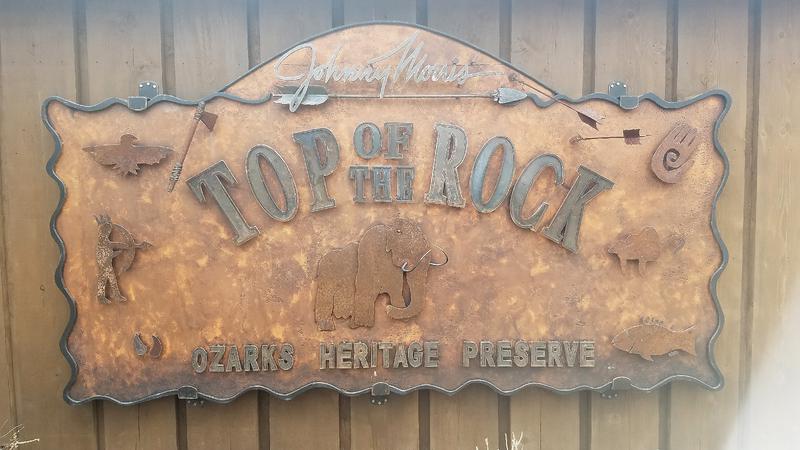 Johnny Morris
TOP OF THE ROCK
OZARKS HERITAGE PRESERVE